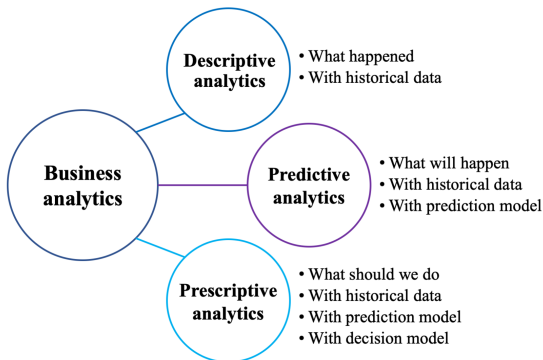 Business
analytics
Descriptive
analytics
• What happened
• With historical data
Predictive
analytics
• What will happen
• With historical data
• With prediction model
Prescriptive
analytics
• What should we do
• With historical data
• With prediction model
• With decision model